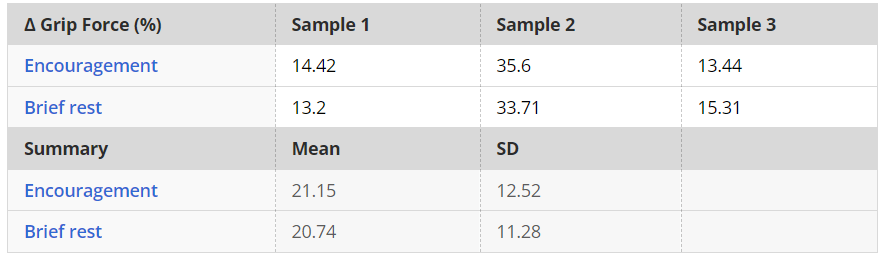 Δ Grip Force (%) Sample 1 Sample 2 Sample 3
Encouragement 14.42 35.6 13.44
Brief rest 13.2 33.71 15.31
Summary Mean SD
Encouragement 21.15 12.52
Brief rest 20.74 11.28